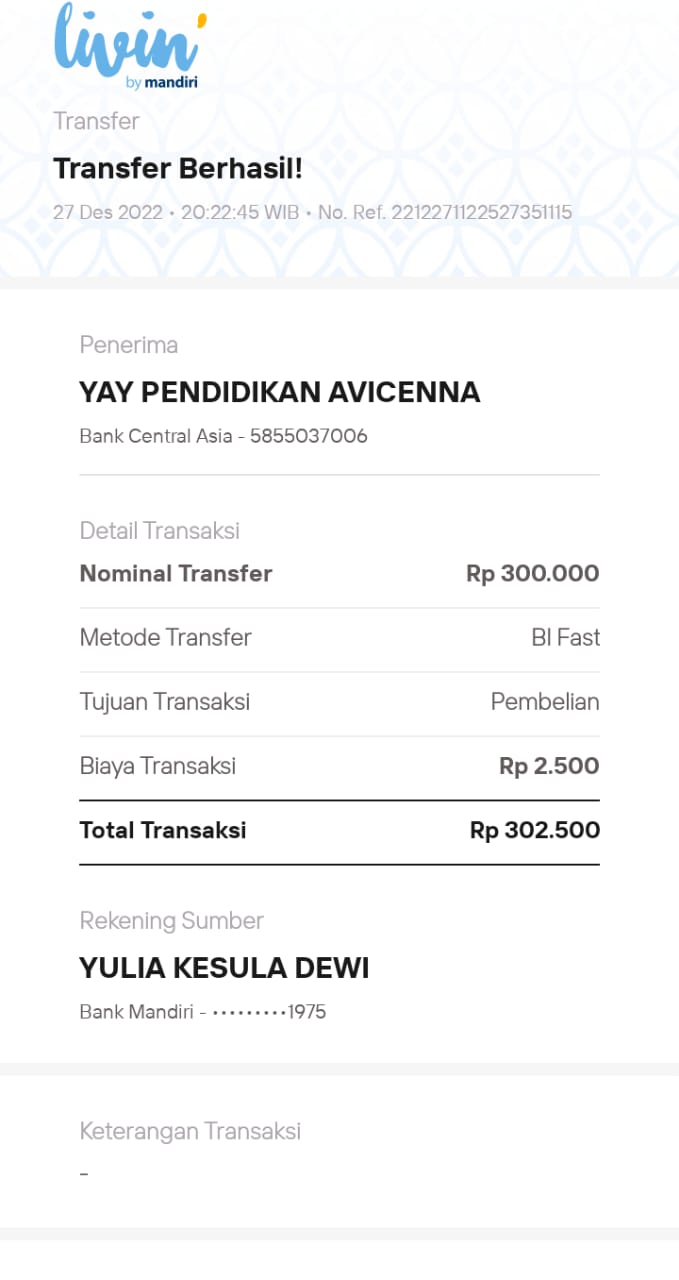 livin'
by mandiri
Transfer
Transfer Berhasil!
27 Des 2022 • 20:22:45 WIB • No. Ref. 2212271122527351115
Penerima
YAY PENDIDIKAN AVICENNA
Bank Central Asia - 5855037006
Detail Transaksi
Nominal Transfer Rp 300.000
Metode Transfer BI Fast
Tujuan Transaksi Pembelian
Biaya Transaksi Rp 2.500
Total Transaksi Rp 302.500
Rekening Sumber
YULIA KESULA DEWI
Bank Mandiri - •••••••••1975
Keterangan Transaksi
-